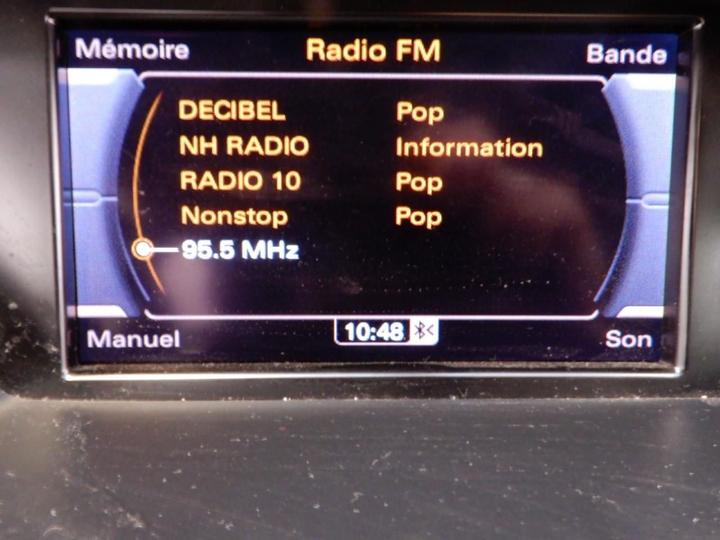 Mémoire Radio FM Bande
DECIBEL Pop
NH RADIO Information
RADIO 10 Pop
Nonstop Pop
95.5 MHz
Manuel 10:48 Son